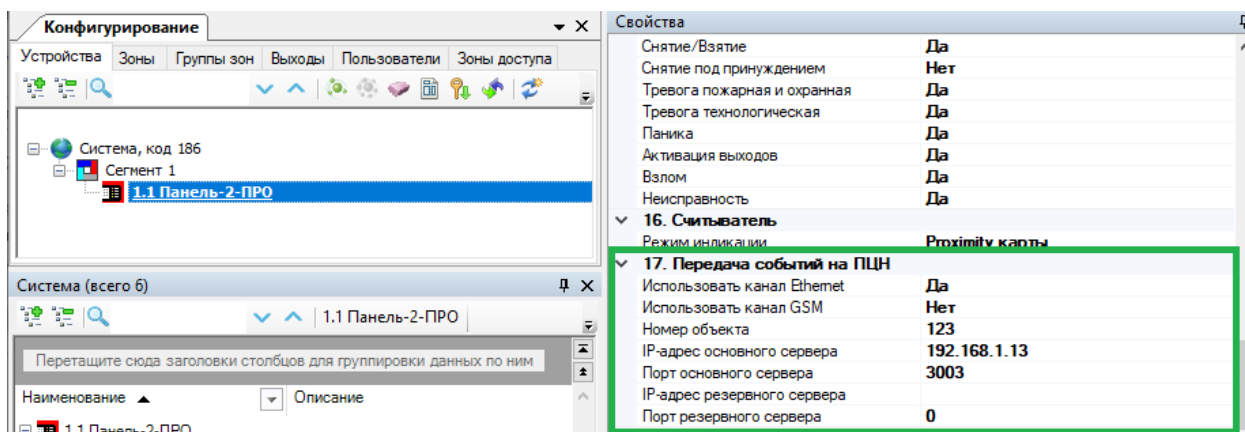 Конфигурирование
Устройства Зоны Группы зон Выходы Пользователи Зоны доступа
Система, код 186
Сегмент 1
1.1 Панель-2-ПРО
Система (всего 6)
1.1 Панель-2-ПРО
Перетащите сюда заголовки столбцов для группировки данных по ним
Наименование Описание
1.1 Панель-2-ПРО
Свойства
Снятие/Взятие Да
Снятие под принуждением Нет
Тревога пожарная и охранная Да
Тревога технологическая Да
Паника Да
Активация выходов Да
Взлом Да
Неисправность Да
16. Считыватель
Режим индикации Proximity карты
17. Передача событий на ПЦН
Использовать канал Ethernet Да
Использовать канал GSM Нет
Номер объекта 123
IP-адрес основного сервера 192.168.1.13
Порт основного сервера 3003
IP-адрес резервного сервера
Порт резервного сервера 0